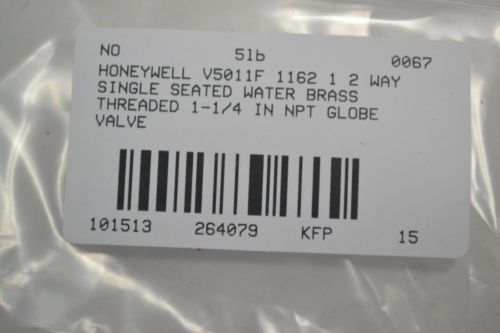 NO 5lb 0067
HONEYWELL V5011F 1162 1 2 WAY
SINGLE SEATED WATER BRASS
THREADED 1-1/4 IN NPT GLOBE
VALVE
101513 264079 KFP 15